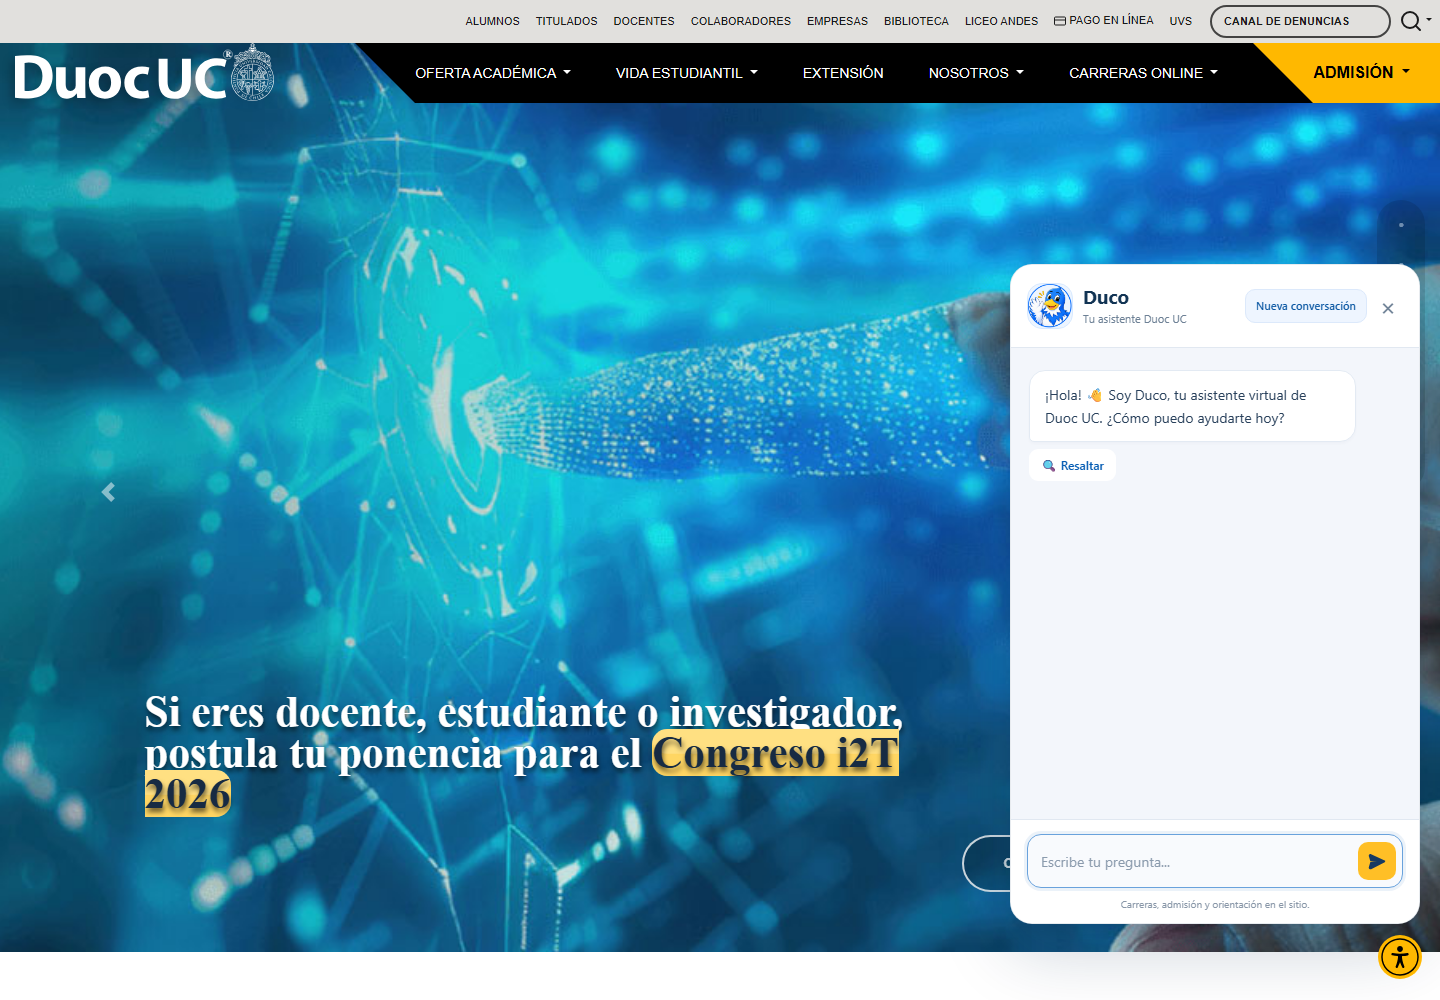 ALUMNOS TITULADOS DOCENTES COLABORADORES EMPRESAS BIBLIOTECA LICEO ANDES PAGO EN LÍNEA UVS CANAL DE DENUNCIAS
Duoc UC®
OFERTA ACADÉMICA VIDA ESTUDIANTIL EXTENSIÓN NOSOTROS CARRERAS ONLINE ADMISIÓN
Duco
Tu asistente Duoc UC
Nueva conversación
¡Hola! 👋 Soy Duco, tu asistente virtual de
Duoc UC. ¿Cómo puedo ayudarte hoy?
🔍 Resaltar
Si eres docente, estudiante o investigador,
postula tu ponencia para el Congreso i2T
2026
Escribe tu pregunta...
Carreras, admisión y orientación en el sitio.